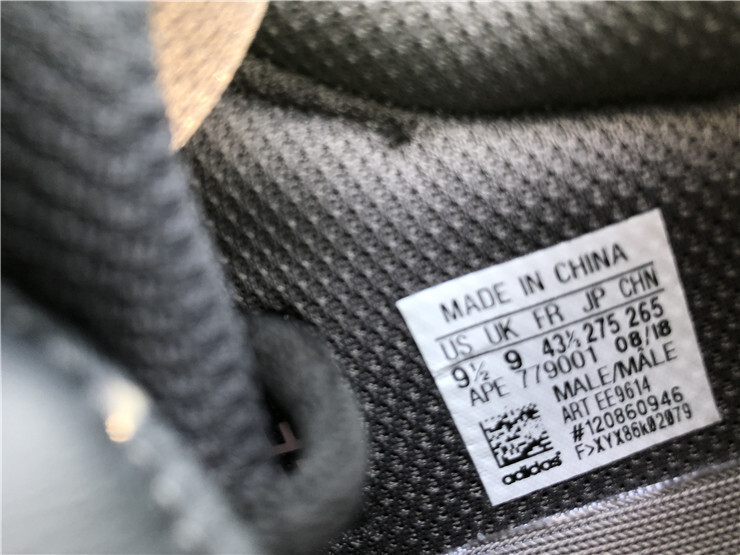 MADE IN CHINA
US UK FR JP CHN
9½ 9 43⅓ 275 265
APE 779001 08/18
MALE/MÂLE
ART EE9614
#120860946
F>XYX86k02079
adidas